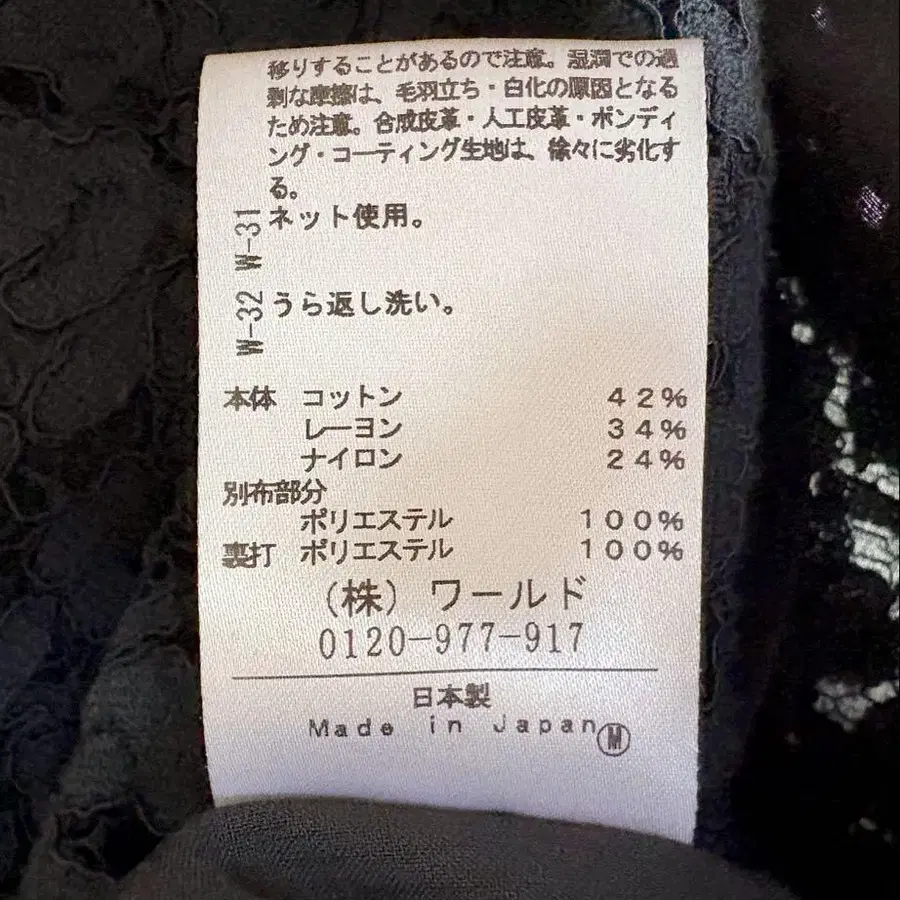 移りすることがあるので注意。湿潤での過
剰な摩擦は、毛羽立ち・白化の原因となる
ため注意。合成皮革・人工皮革・ボンディ
ング・コーティング生地は、徐々に劣化す
る。
W-31 ネット使用。
W-32 うら返し洗い。
本体 コットン 42%
レーヨン 34%
ナイロン 24%
別布部分
ポリエステル 100%
裏打 ポリエステル 100%
(株) ワールド
0120-977-917
日本製
Made in Japan Ⓜ